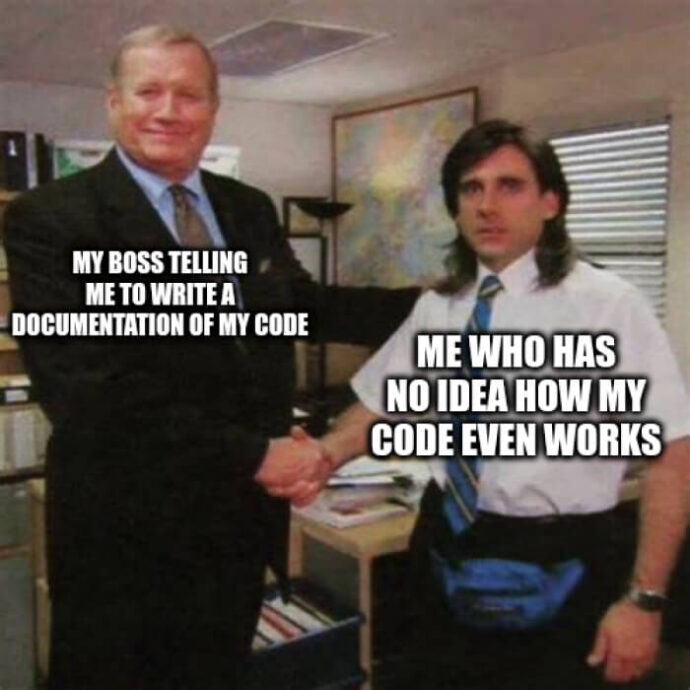 MY BOSS TELLING
ME TO WRITE A
DOCUMENTATION OF MY CODE
ME WHO HAS
NO IDEA HOW MY
CODE EVEN WORKS